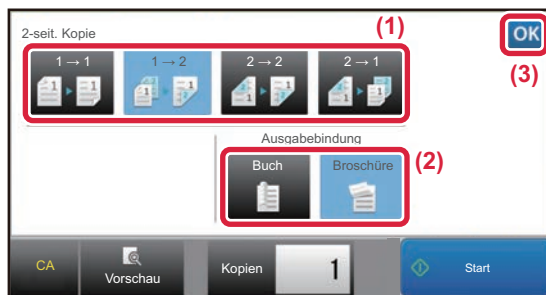 (1)
2-seit. Kopie
OK
1 → 1
1 → 2
2 → 2
2 → 1
(3)
Ausgabebindung
Buch
Broschüre
(2)
CA
Vorschau
Kopien
1
Start